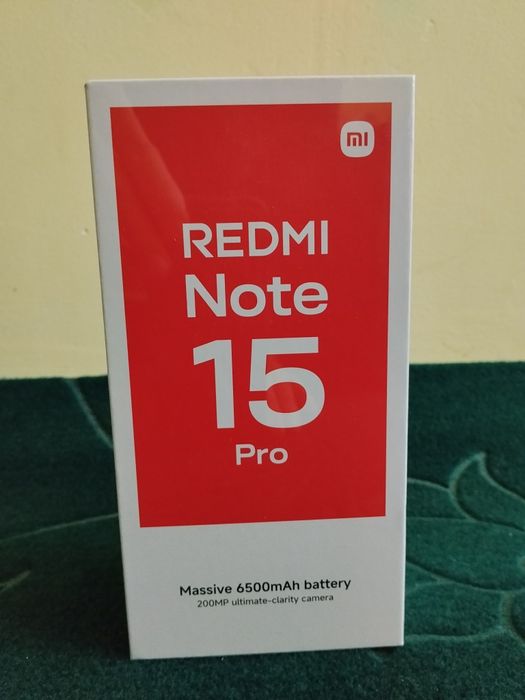 mi
REDMI
Note
15
Pro
Massive 6500mAh battery
200MP ultimate-clarity camera